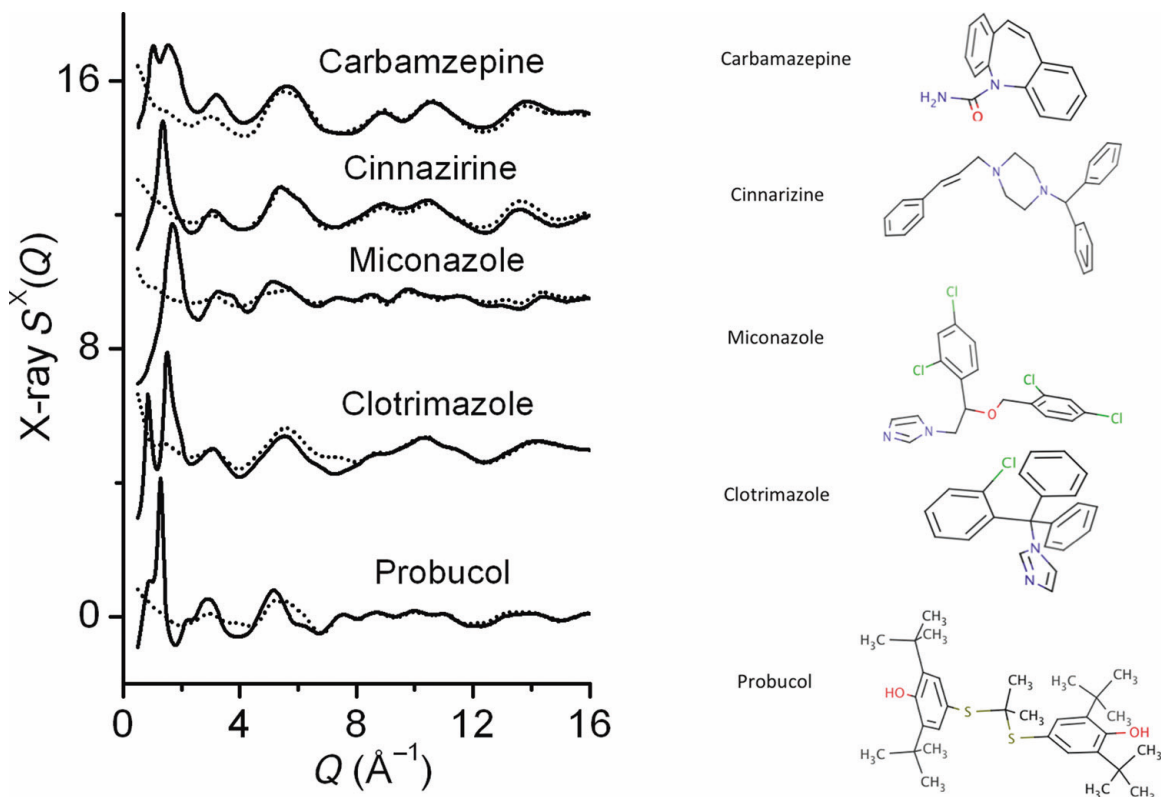 Carbamzepine
Cinnazirine
Miconazole
Clotrimazole
Probucol
16
8
0
X-ray S^X(Q)
0 4 8 12 16
Q (Å⁻¹)
Carbamazepine
H₂N
N
O
Cinnarizine
N
N
Miconazole
Cl
Cl
Cl
O
Cl
N
N
Clotrimazole
Cl
N
N
Probucol
CH₃
H₃C
CH₃
HO
S
CH₃
CH₃
S
H₃C
CH₃
CH₃
H₃C
CH₃
CH₃
OH
H₃C
CH₃
CH₃